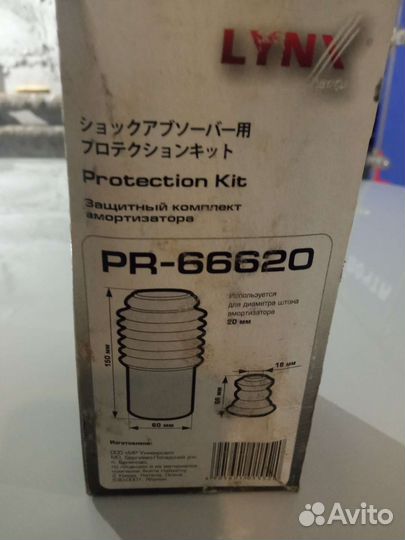 LYNX
ショックアブソーバー用
プロテクションキット
Protection Kit
Защитный комплект
амортизатора
PR-66620
Используется
для диаметра штока
амортизатора
20 мм
150 мм
18 мм
60 мм
Изготовлено:
Avito